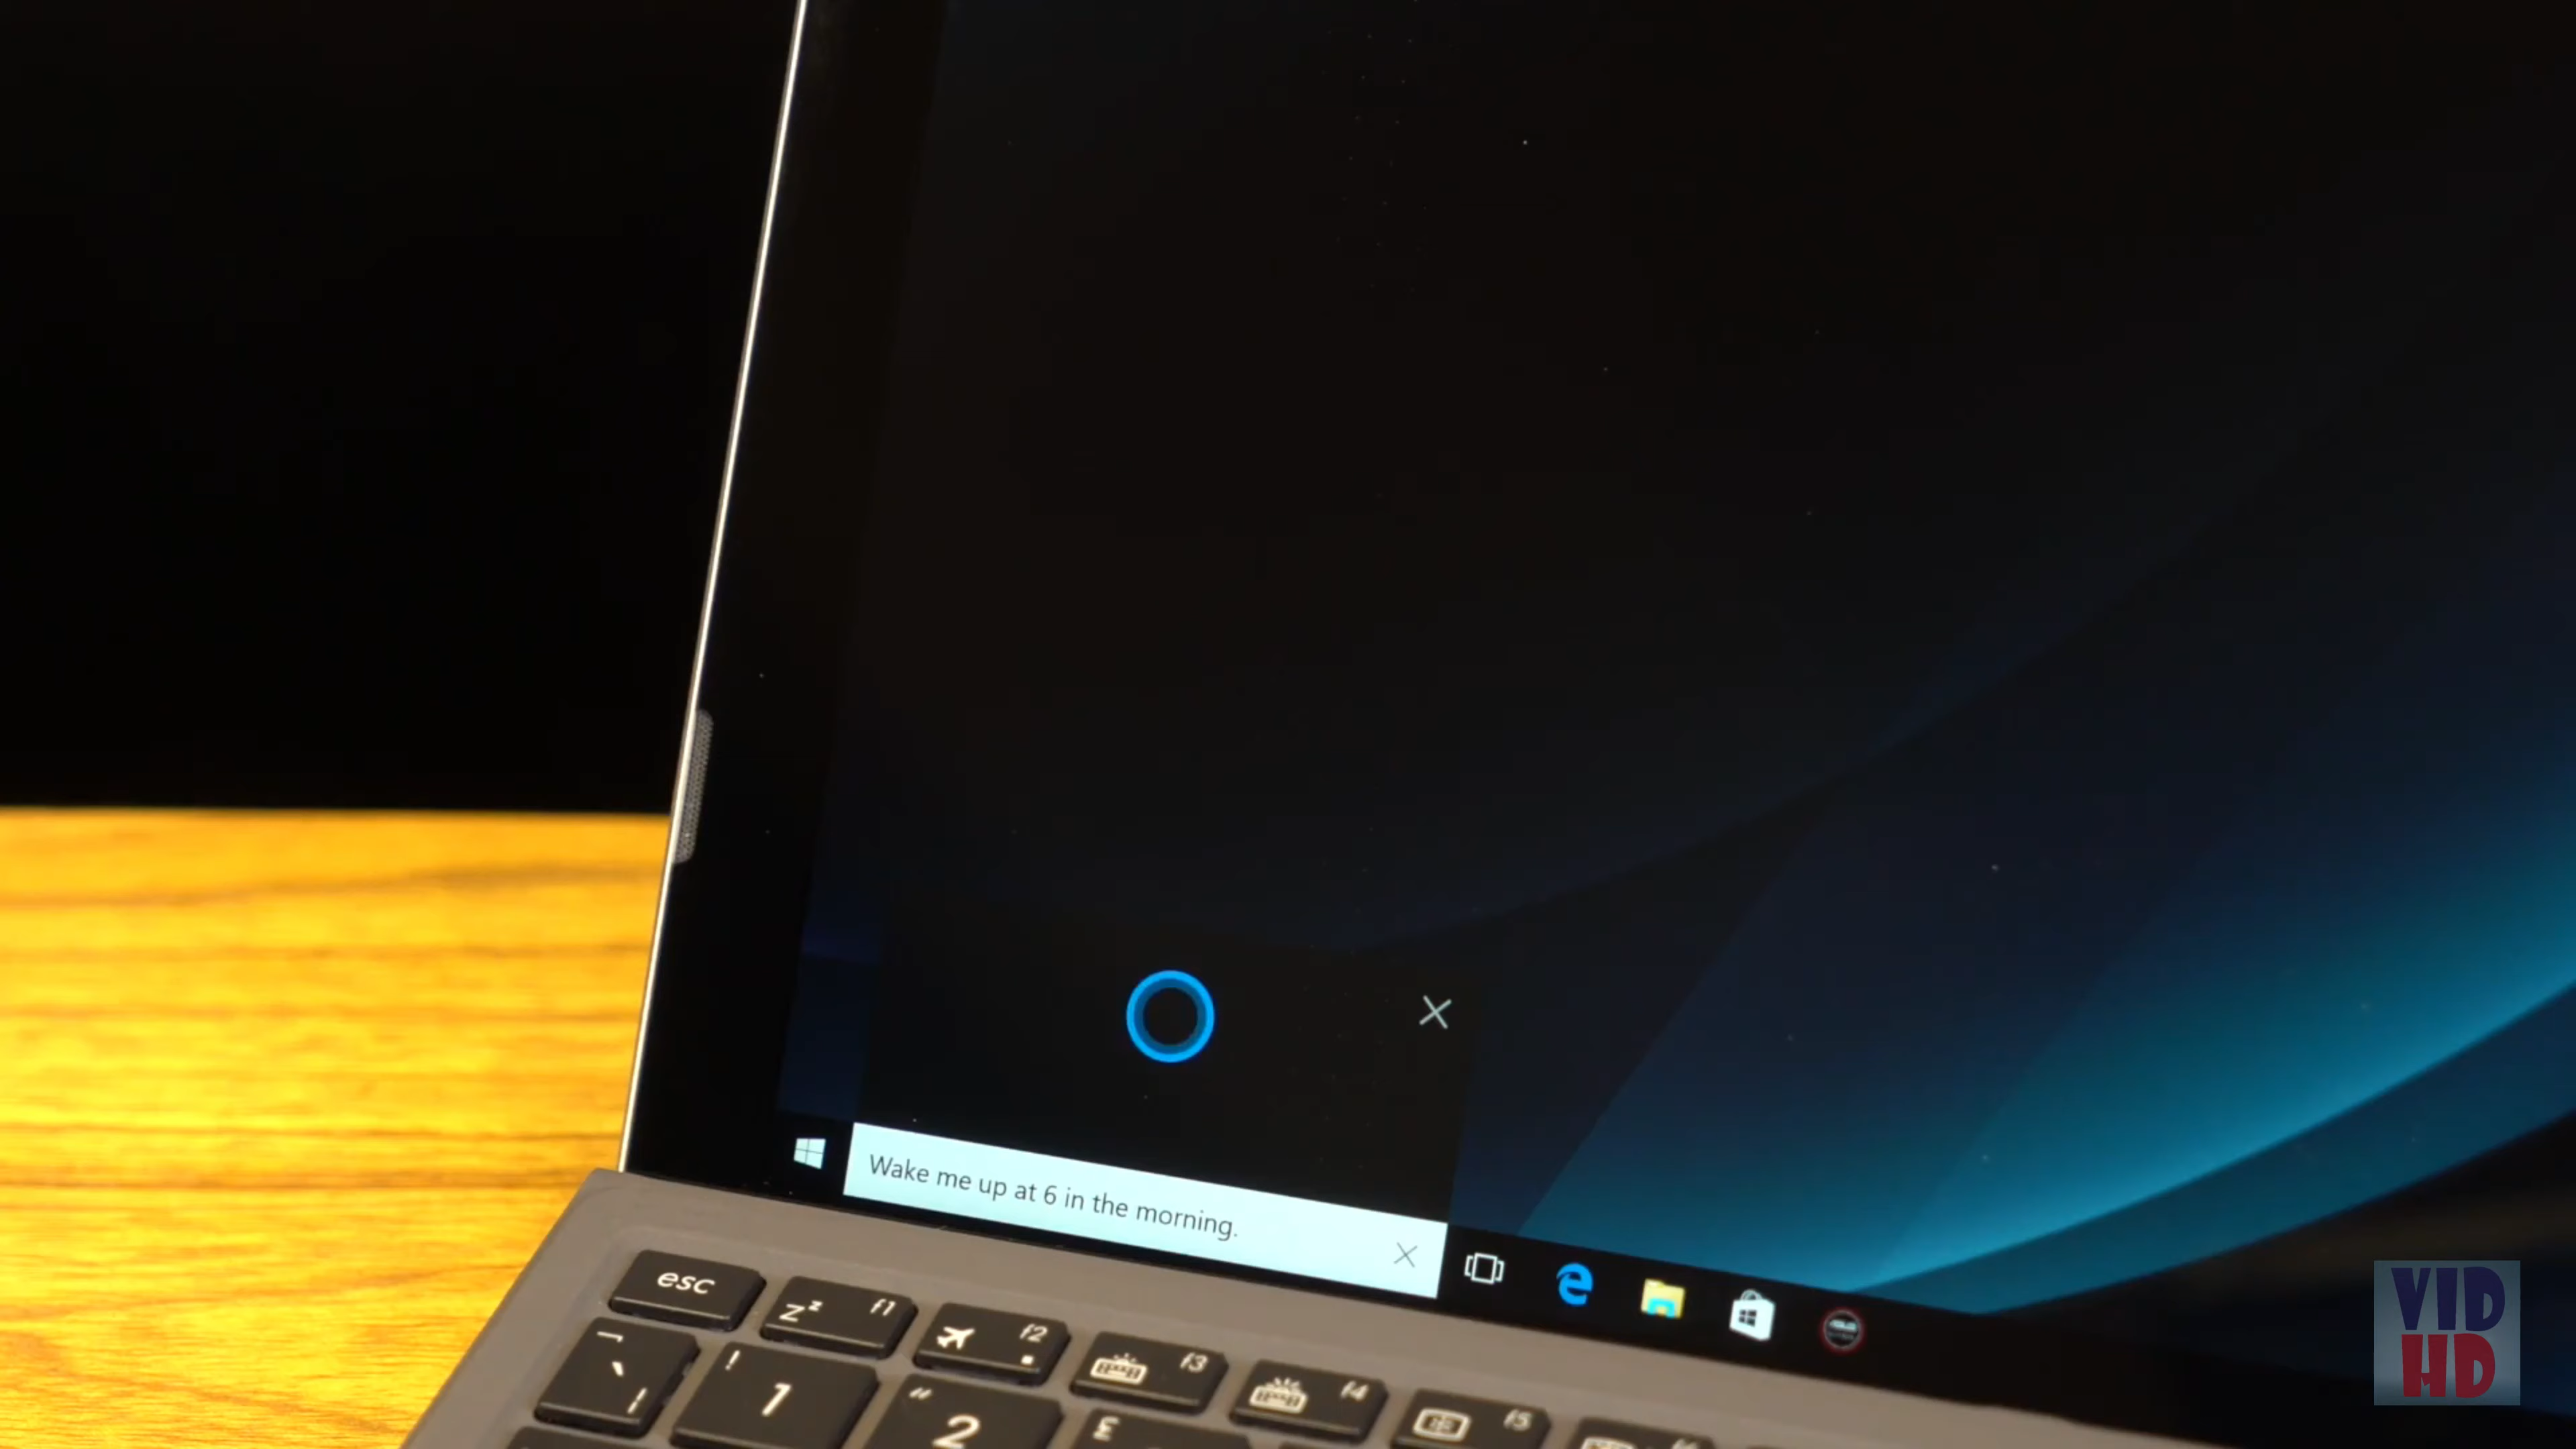 Wake me up at 6 in the morning.
esc
f1
f2
f3
f4
f5
1
2
£
VID
HD